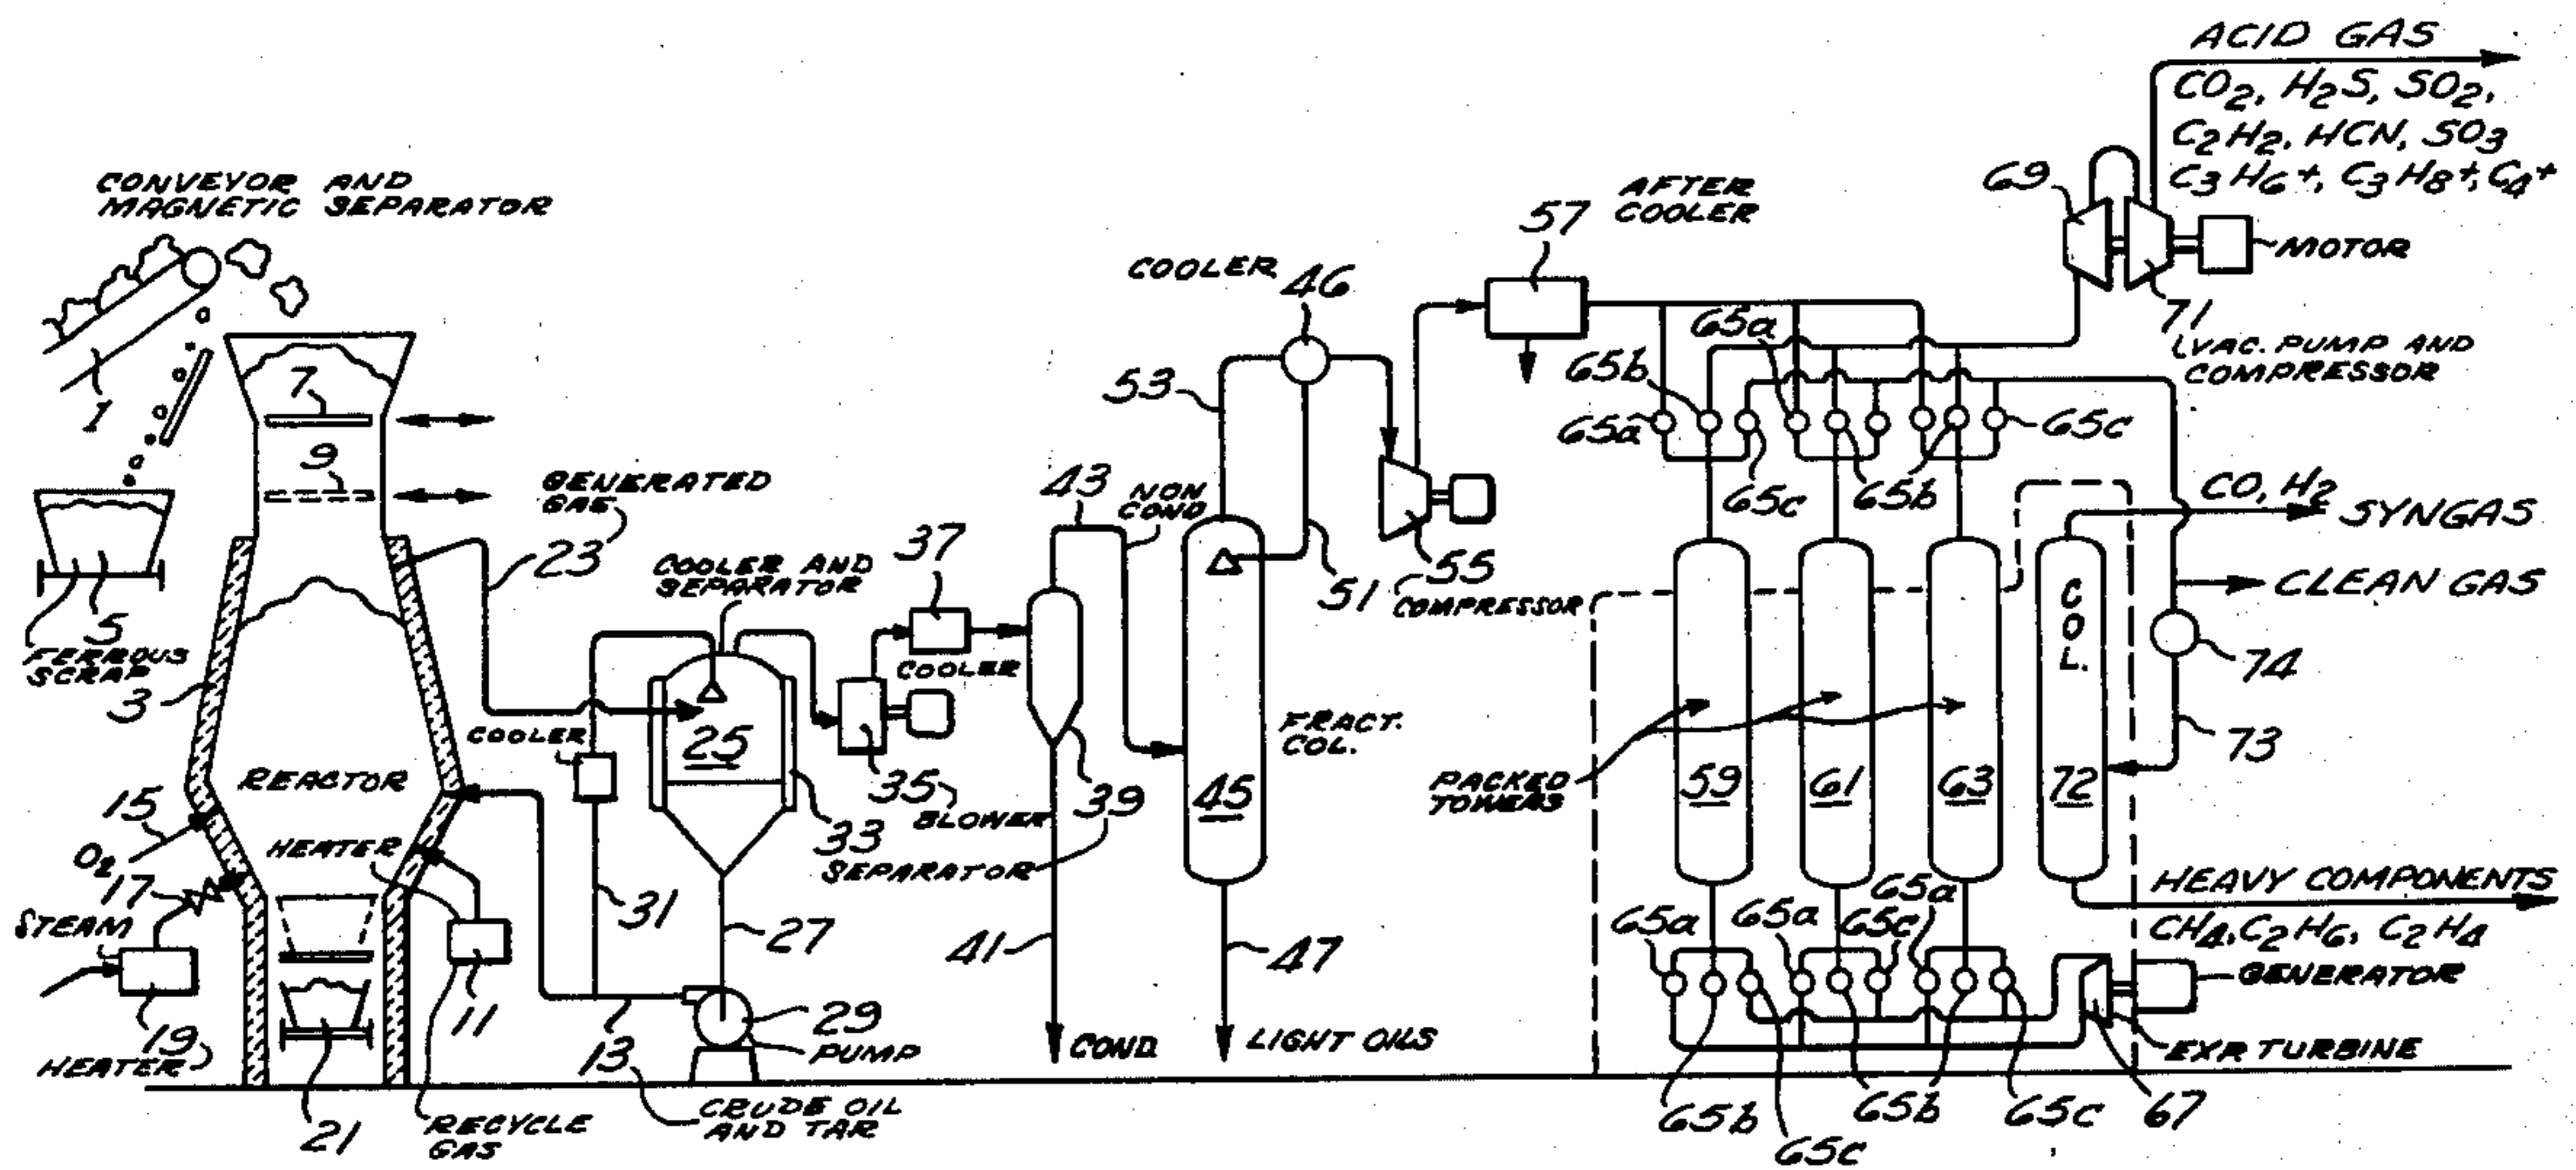 ACID GAS
CO2, H2S, SO2,
C2H2, HCN, SO3
C3H6+, C3H8+, C4+
69
MOTOR
71
VAC. PUMP AND
COMPRESSOR
CONVEYOR AND
MAGNETIC SEPARATOR
1
7
9
5
FERROUS
SCRAP
3
GENERATED
GAS
23
COOLER AND
SEPARATOR
37
COOLER
43
NON
COND
53
COOLER
46
51
57
AFTER
COOLER
55
COMPRESSOR
65a
65b
65a
65c
65b
65c
CO, H2
SYNGAS
CLEAN GAS
74
73
COL.
72
59
61
63
PACKED
TOWERS
REACTOR
15
O2
17
STEAM
19
HEATER
HEATER
11
21
RECYCLE
GAS
COOLER
25
31
33
27
29
PUMP
13
CRUDE OIL
AND TAR
35
BLOWER
39
SEPARATOR
41
COND
FRACT.
COL.
45
47
LIGHT OILS
65a
65a
65c
65a
65b
65c
65b
65c
HEAVY COMPONENTS
CH4, C2H6, C2H4
GENERATOR
EXP. TURBINE
67